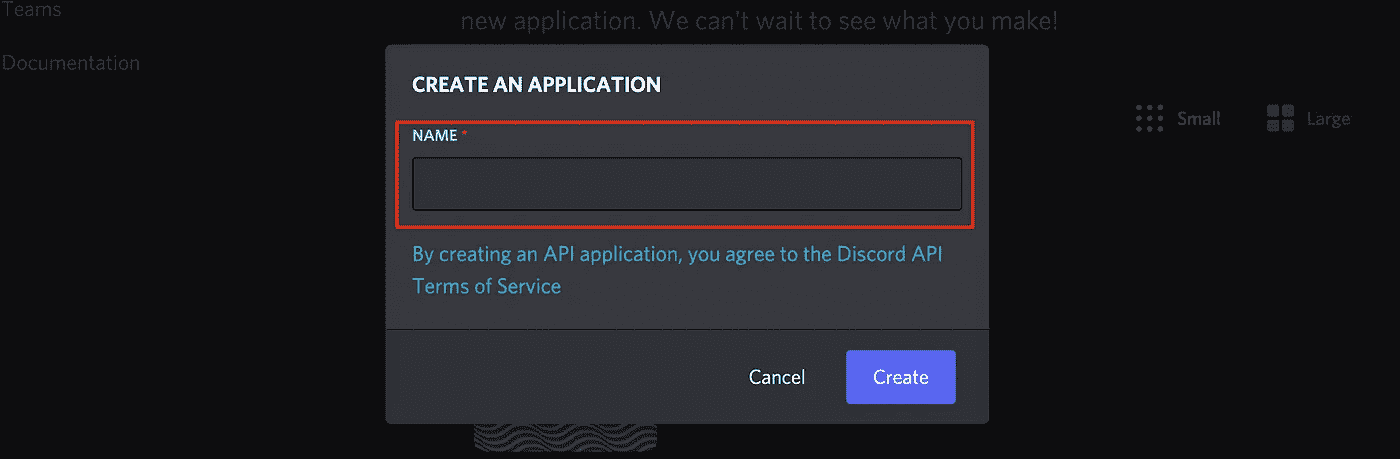 Teams
new application. We can't wait to see what you make!
Documentation
CREATE AN APPLICATION
Small
Large
NAME *
By creating an API application, you agree to the Discord API
Terms of Service
Cancel
Create